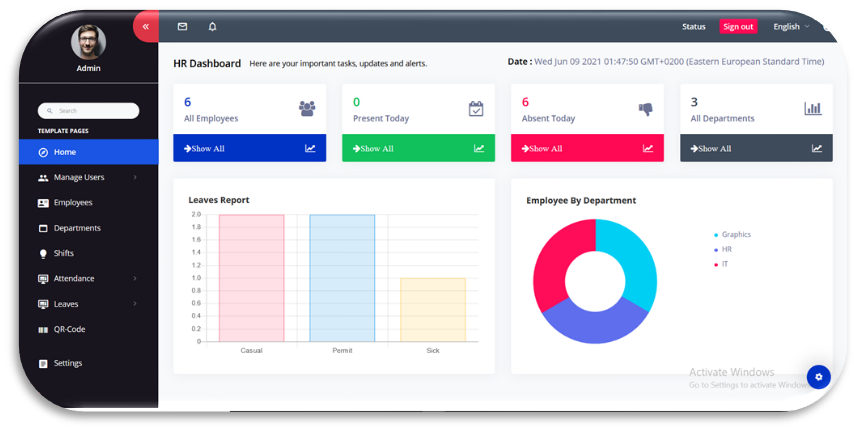 «
Status
Sign out
English
Admin
HR Dashboard Here are your important tasks, updates and alerts.
Date : Wed Jun 09 2021 01:47:50 GMT+0200 (Eastern European Standard Time)
Search
TEMPLATE PAGES
Home
Manage Users
Employees
Departments
Shifts
Attendance
Leaves
QR-Code
Settings
6
All Employees
Show All
0
Present Today
Show All
6
Absent Today
Show All
3
All Departments
Show All
Leaves Report
2.0
1.8
1.6
1.4
1.2
1.0
0.8
0.6
0.4
0.2
0
Casual
Permit
Sick
Employee By Department
Graphics
HR
IT
Activate Windows
Go to Settings to activate Windows